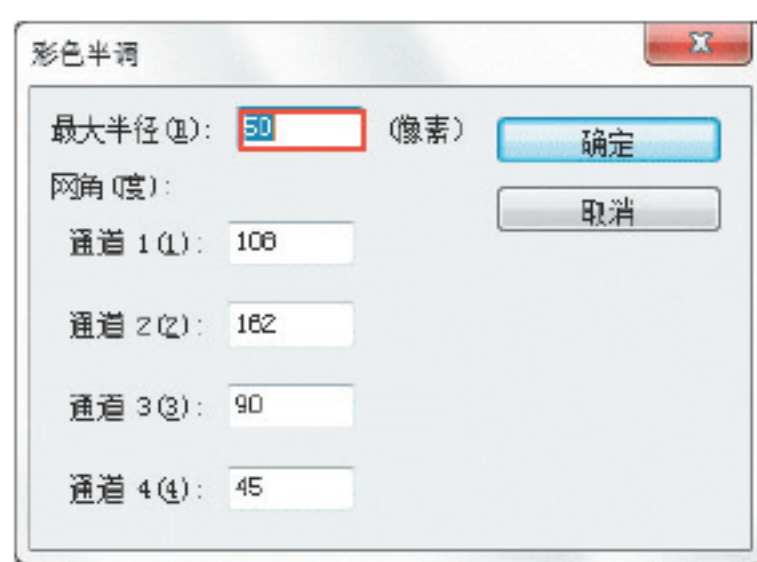 彩色半调
最大半径(R): 50 (像素)
确定
网角(度):
取消
通道 1(1): 108
通道 2(2): 162
通道 3(3): 90
通道 4(4): 45